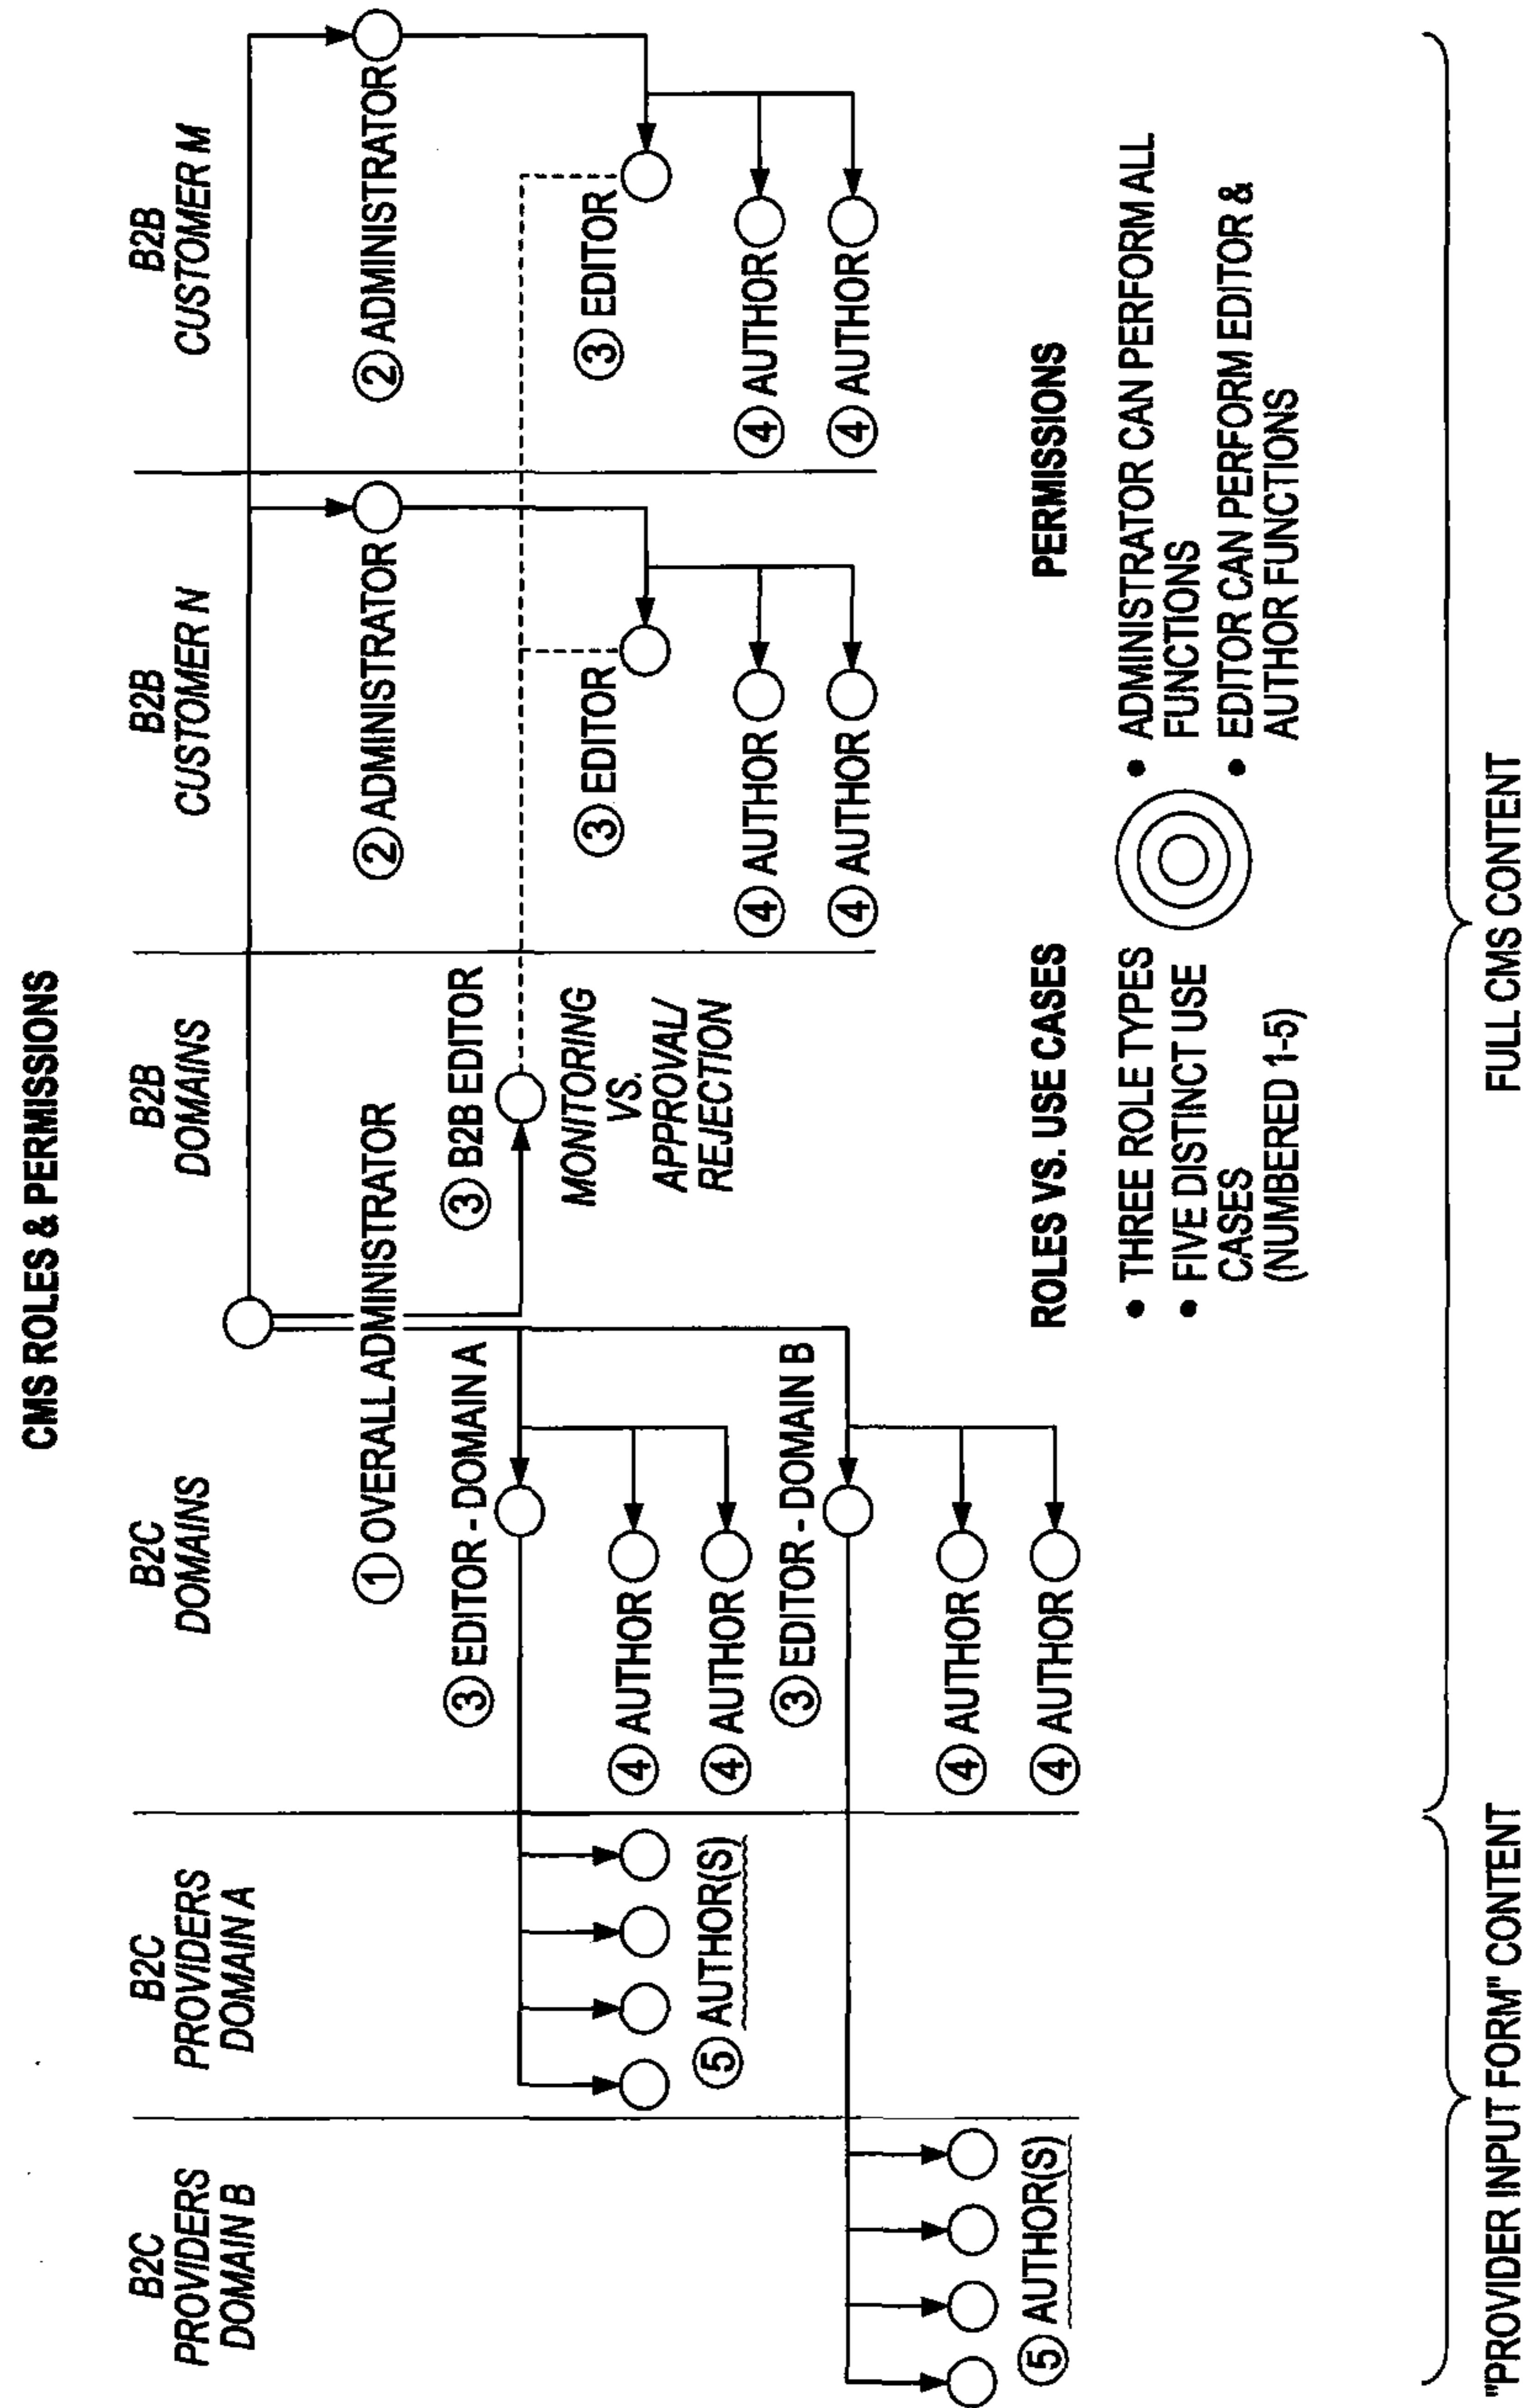 CMS ROLES & PERMISSIONS
B2C
PROVIDERS
DOMAIN B
B2C
PROVIDERS
DOMAIN A
B2C
DOMAINS
B2B
DOMAINS
B2B
CUSTOMER N
B2B
CUSTOMER M
① OVERALL ADMINISTRATOR
② ADMINISTRATOR
② ADMINISTRATOR
③ EDITOR - DOMAIN A
③ B2B EDITOR
MONITORING
VS.
APPROVAL/
REJECTION
③ EDITOR
③ EDITOR
④ AUTHOR
④ AUTHOR
⑤ AUTHOR(S)
④ AUTHOR
④ AUTHOR
④ AUTHOR
④ AUTHOR
③ EDITOR - DOMAIN B
④ AUTHOR
④ AUTHOR
⑤ AUTHOR(S)
ROLES VS. USE CASES
• THREE ROLE TYPES
• FIVE DISTINCT USE
CASES
(NUMBERED 1-5)
PERMISSIONS
• ADMINISTRATOR CAN PERFORM ALL
FUNCTIONS
• EDITOR CAN PERFORM EDITOR &
AUTHOR FUNCTIONS
"PROVIDER INPUT FORM" CONTENT
FULL CMS CONTENT